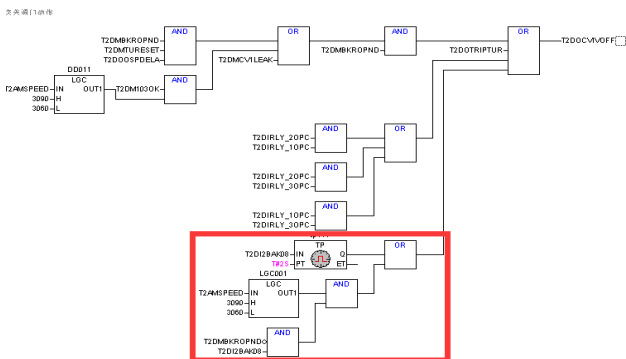 AND
OR
AND
OR
T2DMBKROPND
T2DMTURESET
T2DOOSPDELA
T2DMCV1LEAK
T2DMBKROPND
T2DOTRIPTUR
T2DOCVIVOFF
DD011
LGC
T2AMSPEED IN OUT1
3090 H
3060 L
T2DM103OK
AND
AND
OR
T2DIRLY_2OPC
T2DIRLY_1OPC
AND
T2DIRLY_2OPC
T2DIRLY_3OPC
AND
T2DIRLY_1OPC
T2DIRLY_3OPC
TP
OR
T2DI2BAK08 IN Q
T#2S PT ET
LGC001
LGC
AND
T2AMSPEED IN OUT1
3090 H
3060 L
AND
T2DMBKROPND
T2DI2BAK08